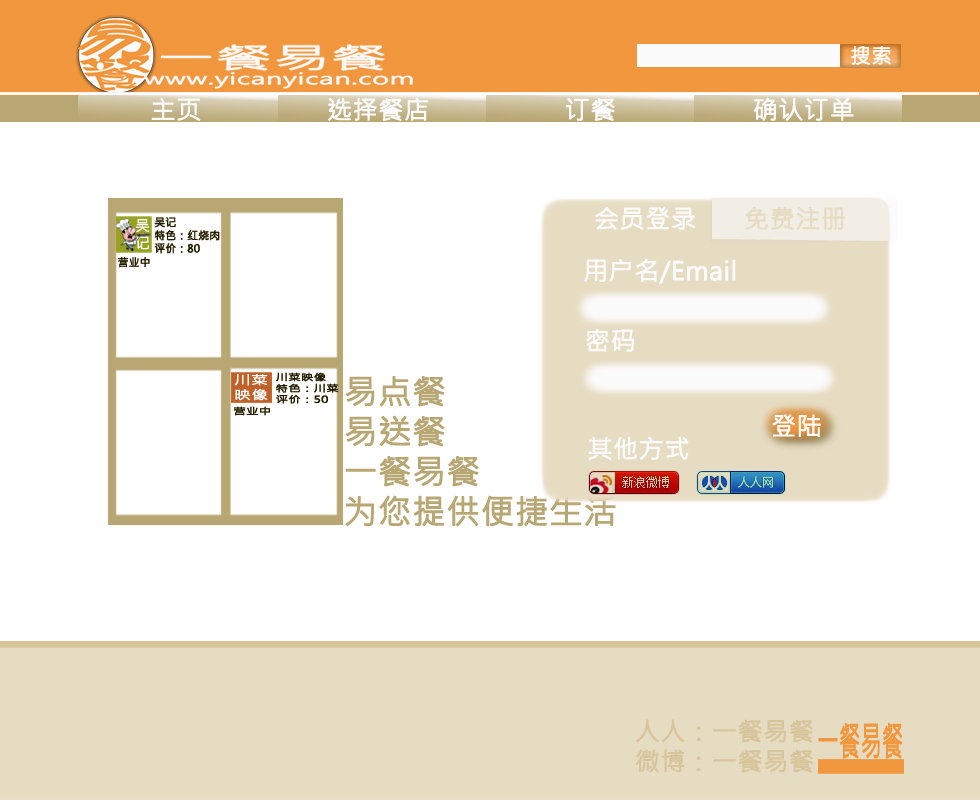 一餐易餐
www.yicanyican.com
搜索
主页 选择餐店 订餐 确认订单
吴记
吴记
特色：红烧肉
评价：80
营业中
川菜映像
川菜映像
特色：川菜
评价：50
营业中
易点餐
易送餐
一餐易餐
为您提供便捷生活
会员登录 免费注册
用户名/Email
密码
登陆
其他方式
新浪微博 人人网
人人：一餐易餐
微博：一餐易餐
一餐易餐